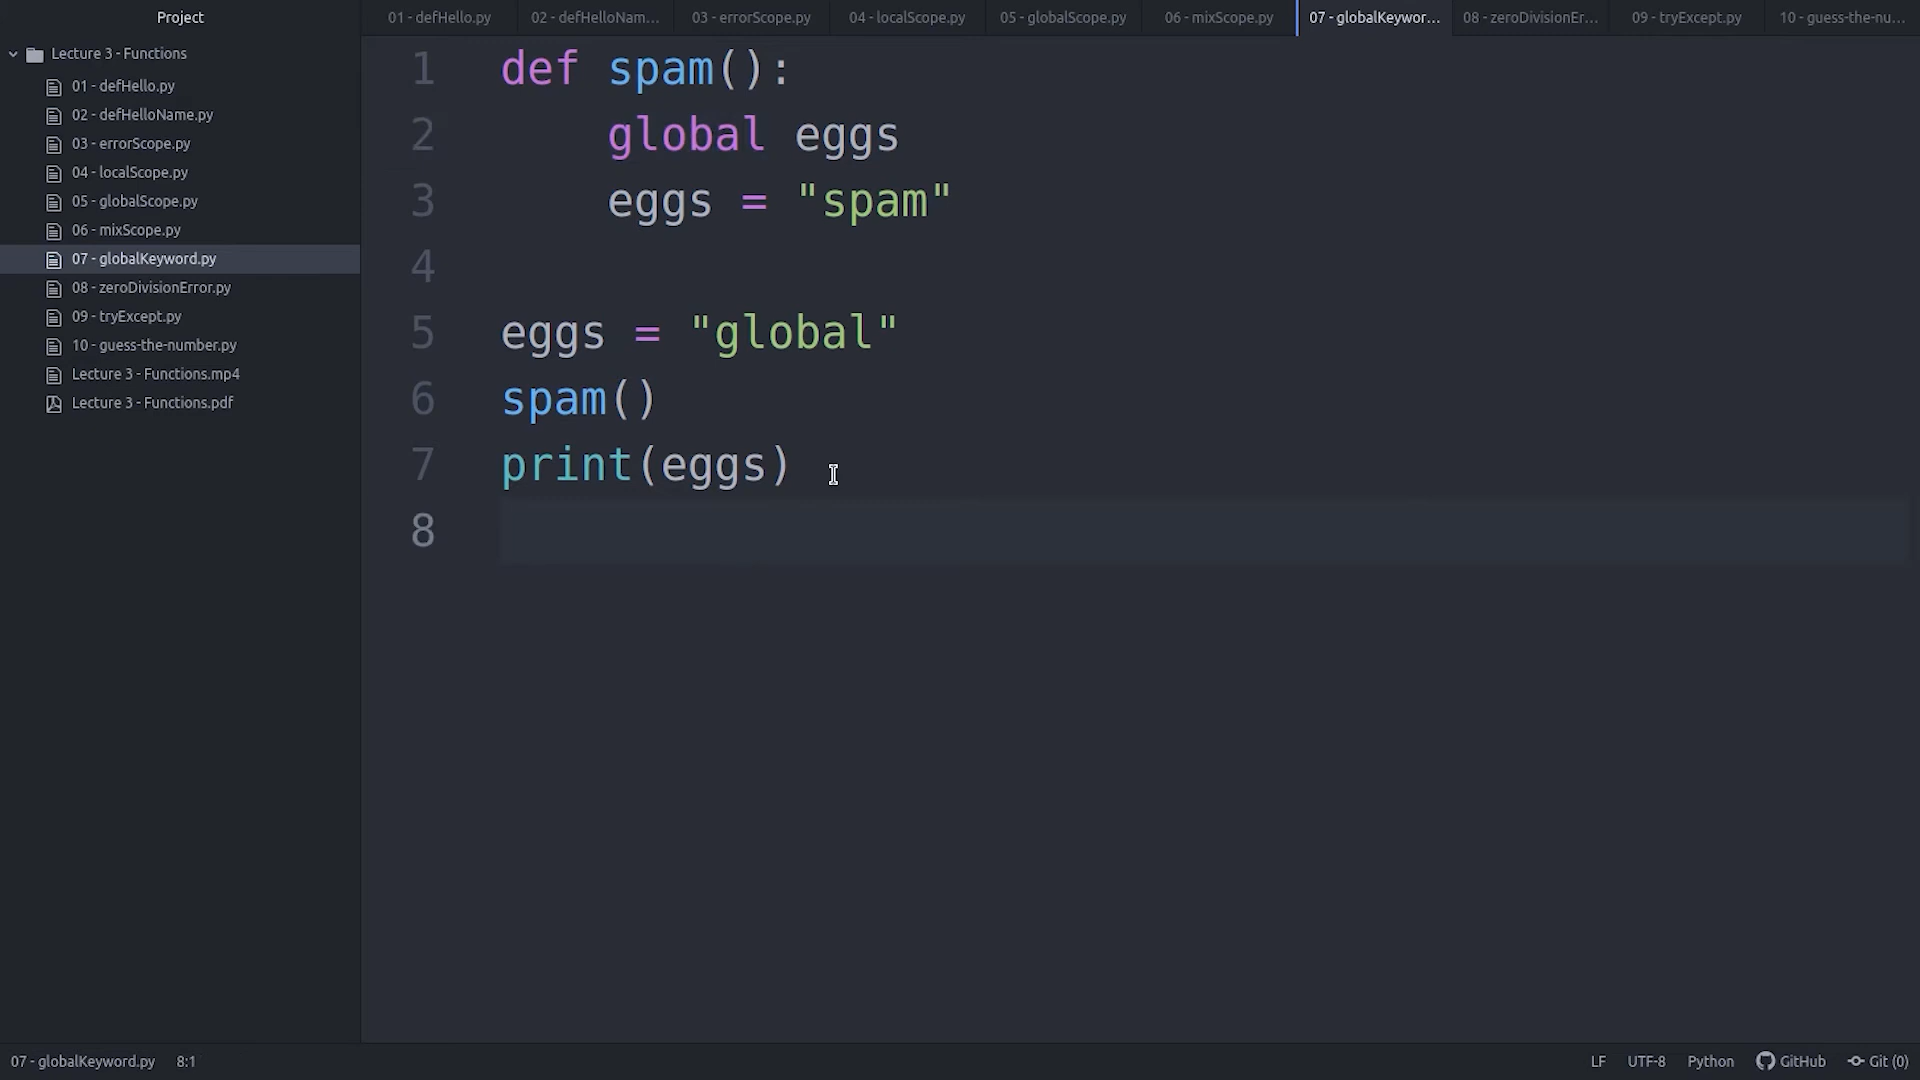 Project
01 - defHello.py
02 - defHelloNam...
03 - errorScope.py
04 - localScope.py
05 - globalScope.py
06 - mixScope.py
07 - globalKeywor...
08 - zeroDivisionEr...
09 - tryExcept.py
10 - guess-the-nu...
Lecture 3 - Functions
01 - defHello.py
02 - defHelloName.py
03 - errorScope.py
04 - localScope.py
05 - globalScope.py
06 - mixScope.py
07 - globalKeyword.py
08 - zeroDivisionError.py
09 - tryExcept.py
10 - guess-the-number.py
Lecture 3 - Functions.mp4
Lecture 3 - Functions.pdf
1 def spam():
2     global eggs
3     eggs = "spam"
4
5 eggs = "global"
6 spam()
7 print(eggs)
8
07 - globalKeyword.py 8:1
LF UTF-8 Python GitHub Git (0)